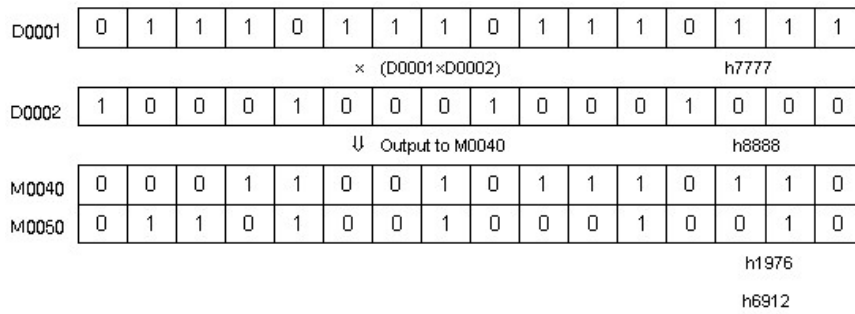 D0001 0 1 1 1 0 1 1 1 0 1 1 1 0 1 1 1
× (D0001×D0002) h7777
D0002 1 0 0 0 1 0 0 0 1 0 0 0 1 0 0 0
⇓ Output to M0040 h8888
M0040 0 0 0 1 1 0 0 1 0 1 1 1 0 1 1 0
M0050 0 1 1 0 1 0 0 1 0 0 0 1 0 0 1 0
h1976
h6912